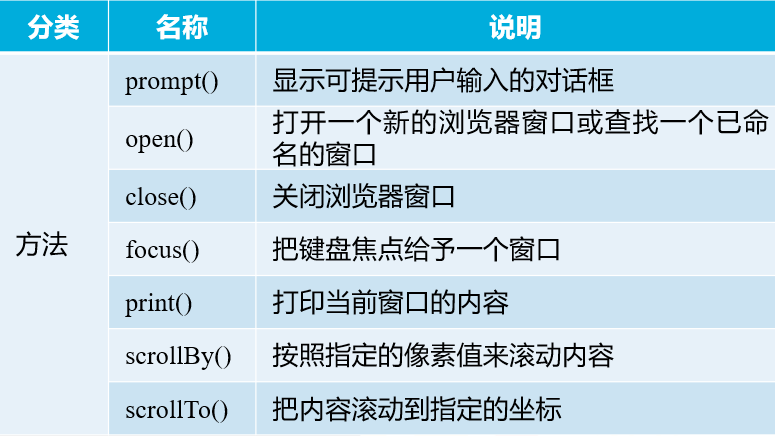 分类 名称 说明
prompt() 显示可提示用户输入的对话框
open() 打开一个新的浏览器窗口或查找一个已命
名的窗口
close() 关闭浏览器窗口
方法
focus() 把键盘焦点给予一个窗口
print() 打印当前窗口的内容
scrollBy() 按照指定的像素值来滚动内容
scrollTo() 把内容滚动到指定的坐标